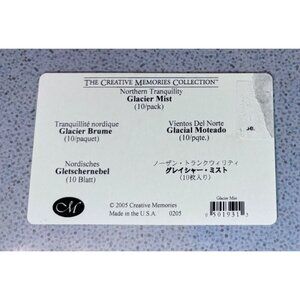 THE CREATIVE MEMORIES COLLECTION
Northern Tranquility
Glacier Mist
(10/pack)
Tranquillité nordique
Glacier Brume
(10/paquet)
Vientos Del Norte
Glacial Moteado
(10/pqte.)
Nordisches
Gletschernebel
(10 Blatt)
ノーザン・トランクウィリティ
グレイシャー・ミスト
(10枚入り)
M
© 2005 Creative Memories
Made in the U.S.A. 0205
Glacier Mist